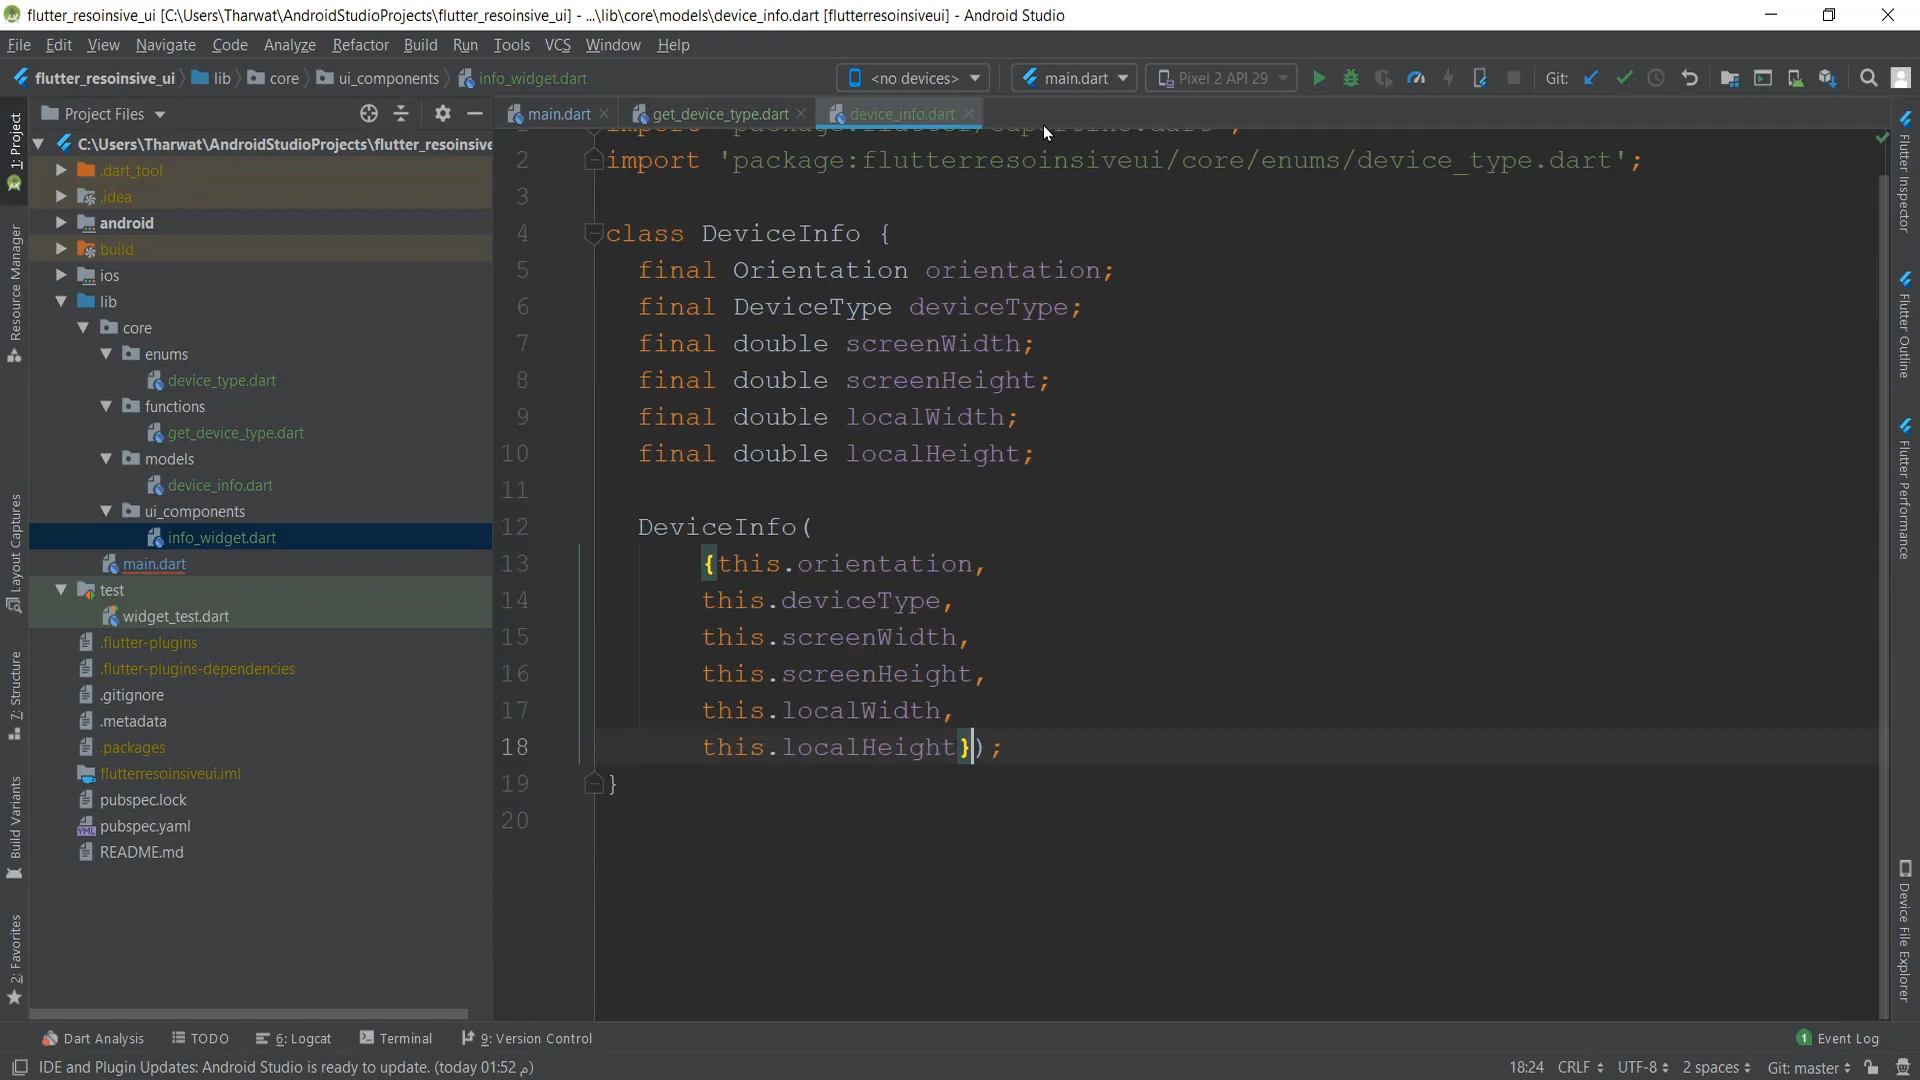 flutter_resoinsive_ui [C:\Users\Tharwat\AndroidStudioProjects\flutter_resoinsive_ui] - ...\lib\core\models\device_info.dart [flutterresoinsiveui] - Android Studio
File Edit View Navigate Code Analyze Refactor Build Run Tools VCS Window Help
flutter_resoinsive_ui lib core ui_components info_widget.dart <no devices> main.dart Pixel 2 API 29 Git:
Project Files main.dart get_device_type.dart device_info.dart
C:\Users\Tharwat\AndroidStudioProjects\flutter_resoinsive
.dart_tool
.idea
android
build
ios
lib
core
enums
device_type.dart
functions
get_device_type.dart
models
device_info.dart
ui_components
info_widget.dart
main.dart
test
widget_test.dart
.flutter-plugins
.flutter-plugins-dependencies
.gitignore
.metadata
.packages
flutterresoinsiveui.iml
pubspec.lock
pubspec.yaml
README.md
2 import 'package:flutterresoinsiveui/core/enums/device_type.dart';
3
4 class DeviceInfo {
5 final Orientation orientation;
6 final DeviceType deviceType;
7 final double screenWidth;
8 final double screenHeight;
9 final double localWidth;
10 final double localHeight;
11
12 DeviceInfo(
13 {this.orientation,
14 this.deviceType,
15 this.screenWidth,
16 this.screenHeight,
17 this.localWidth,
18 this.localHeight});
19 }
20
1: Project
Resource Manager
Layout Captures
7: Structure
Build Variants
2: Favorites
Flutter Inspector
Flutter Outline
Flutter Performance
Device File Explorer
Dart Analysis TODO 6: Logcat Terminal 9: Version Control 1 Event Log
IDE and Plugin Updates: Android Studio is ready to update. (today 01:52 م) 18:24 CRLF UTF-8 2 spaces Git: master